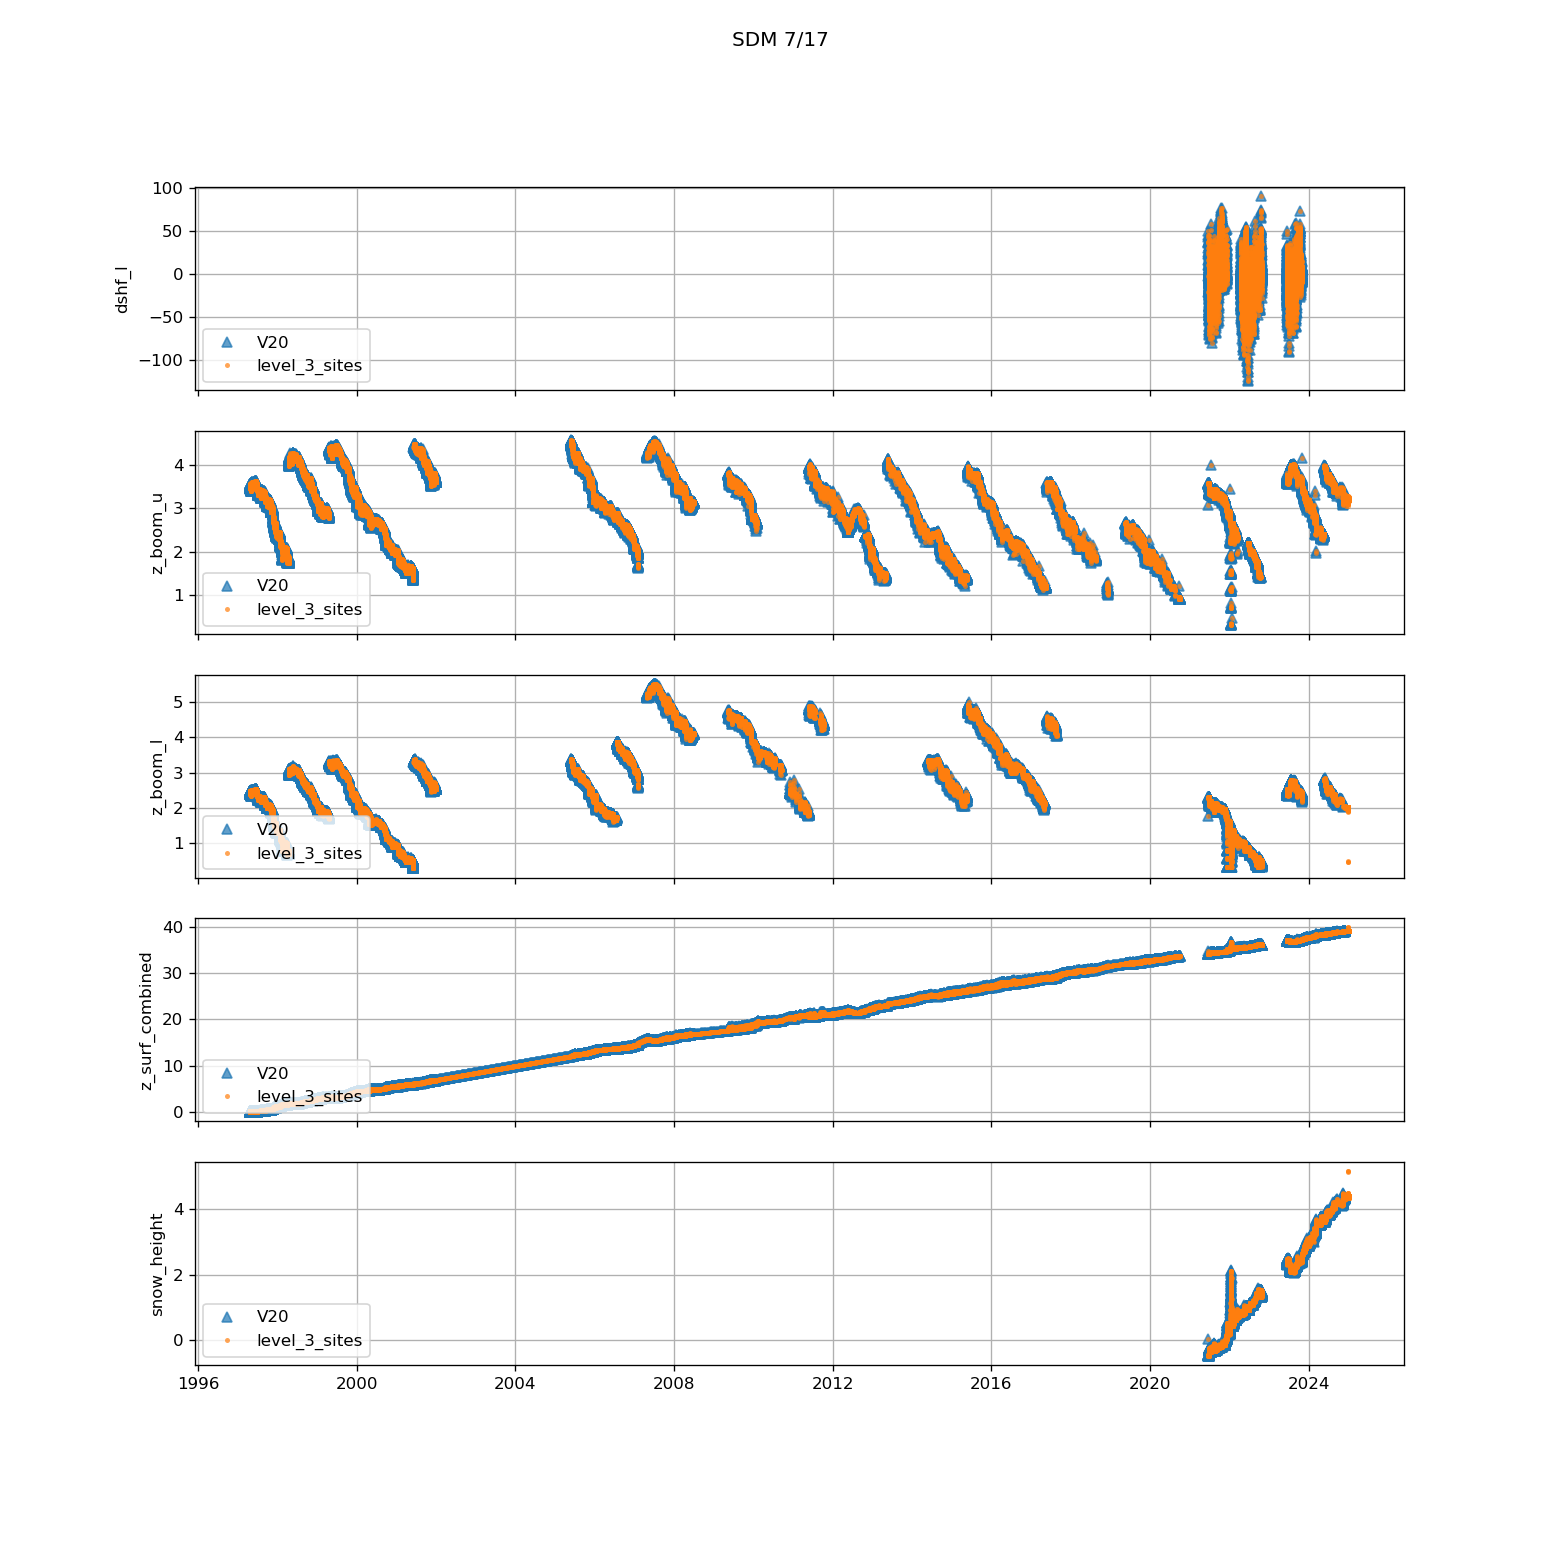 SDM 7/17
100
50
0
−50
−100
dshf_l
V20
level_3_sites
4
3
2
1
z_boom_u
V20
level_3_sites
5
4
3
2
1
z_boom_l
V20
level_3_sites
40
30
20
10
0
z_surf_combined
V20
level_3_sites
4
2
0
snow_height
V20
level_3_sites
1996 2000 2004 2008 2012 2016 2020 2024